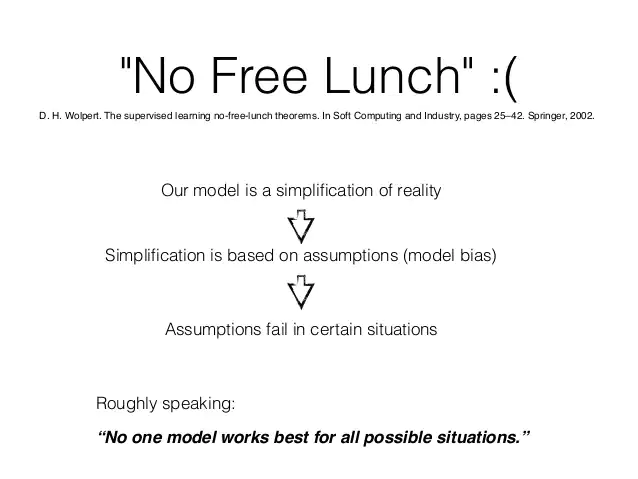 "No Free Lunch" :(
D. H. Wolpert. The supervised learning no-free-lunch theorems. In Soft Computing and Industry, pages 25–42. Springer, 2002.
Our model is a simplification of reality
Simplification is based on assumptions (model bias)
Assumptions fail in certain situations
Roughly speaking:
“No one model works best for all possible situations.”